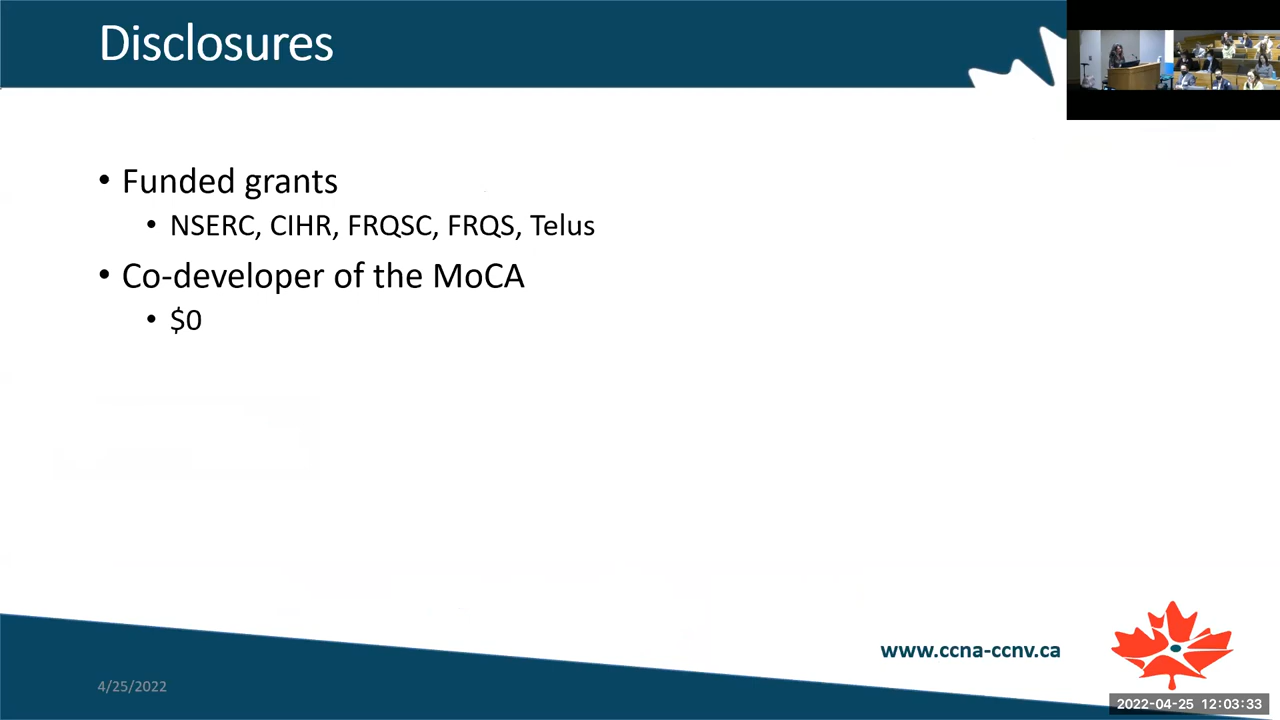 Disclosures
• Funded grants
• NSERC, CIHR, FRQSC, FRQS, Telus
• Co-developer of the MoCA
• $0
www.ccna-ccnv.ca
4/25/2022
2022-04-25 12:03:33